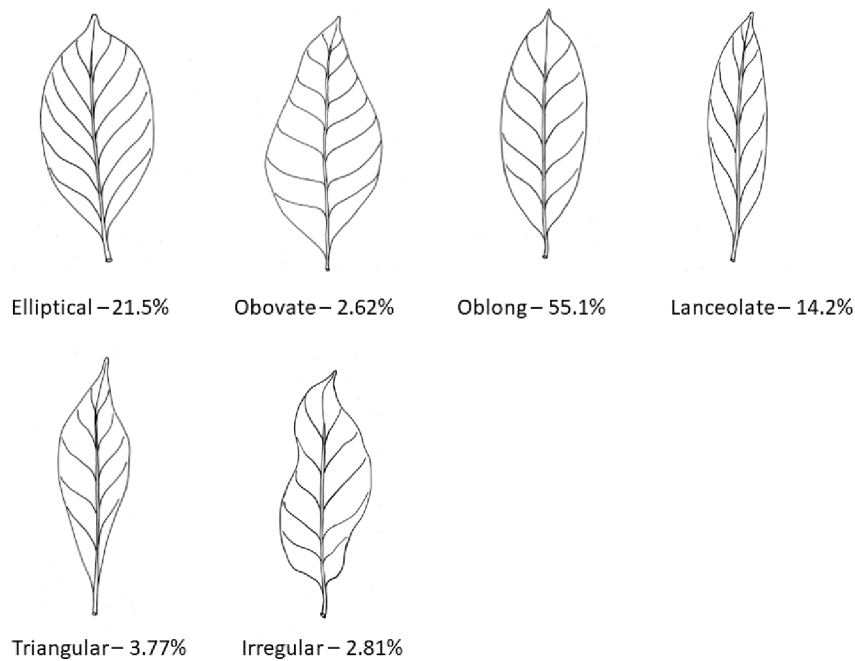 Elliptical – 21.5%
Obovate – 2.62%
Oblong – 55.1%
Lanceolate – 14.2%
Triangular – 3.77%
Irregular – 2.81%